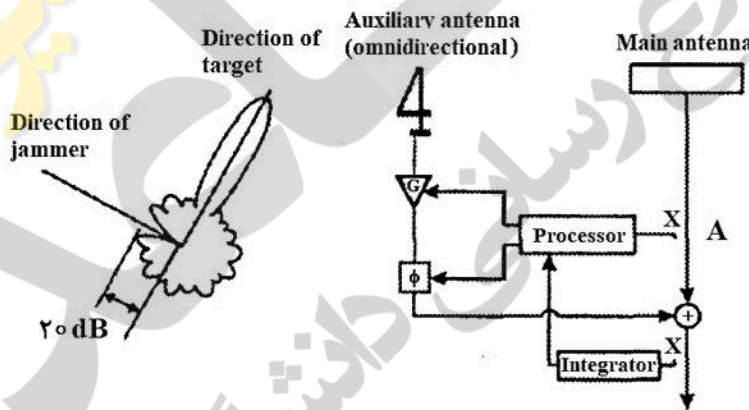 Direction of
target
Direction of
jammer
۲۰ dB
Auxiliary antenna
(omnidirectional)
Main antenna
G
Processor
X
A
ϕ
+
X
Integrator